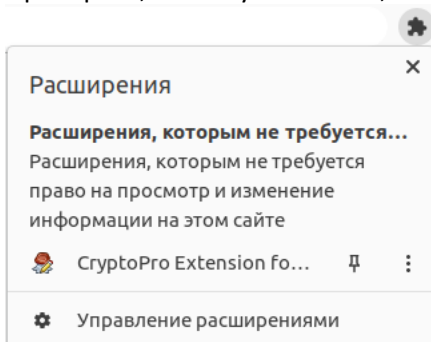 Расширения
Расширения, которым не требуется...
Расширения, которым не требуется
право на просмотр и изменение
информации на этом сайте
CryptoPro Extension fo...
Управление расширениями